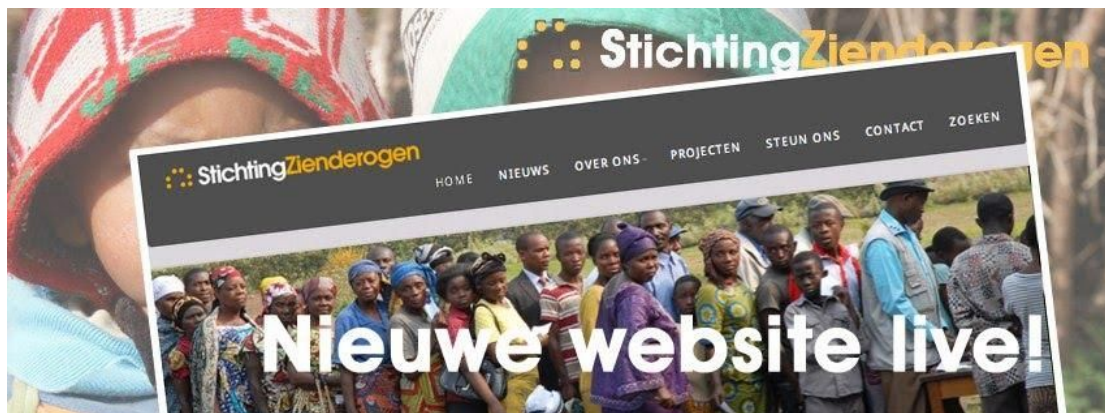 StichtingZienderogen
StichtingZienderogen
HOME NIEUWS OVER ONS PROJECTEN STEUN ONS CONTACT ZOEKEN
Nieuwe website live!